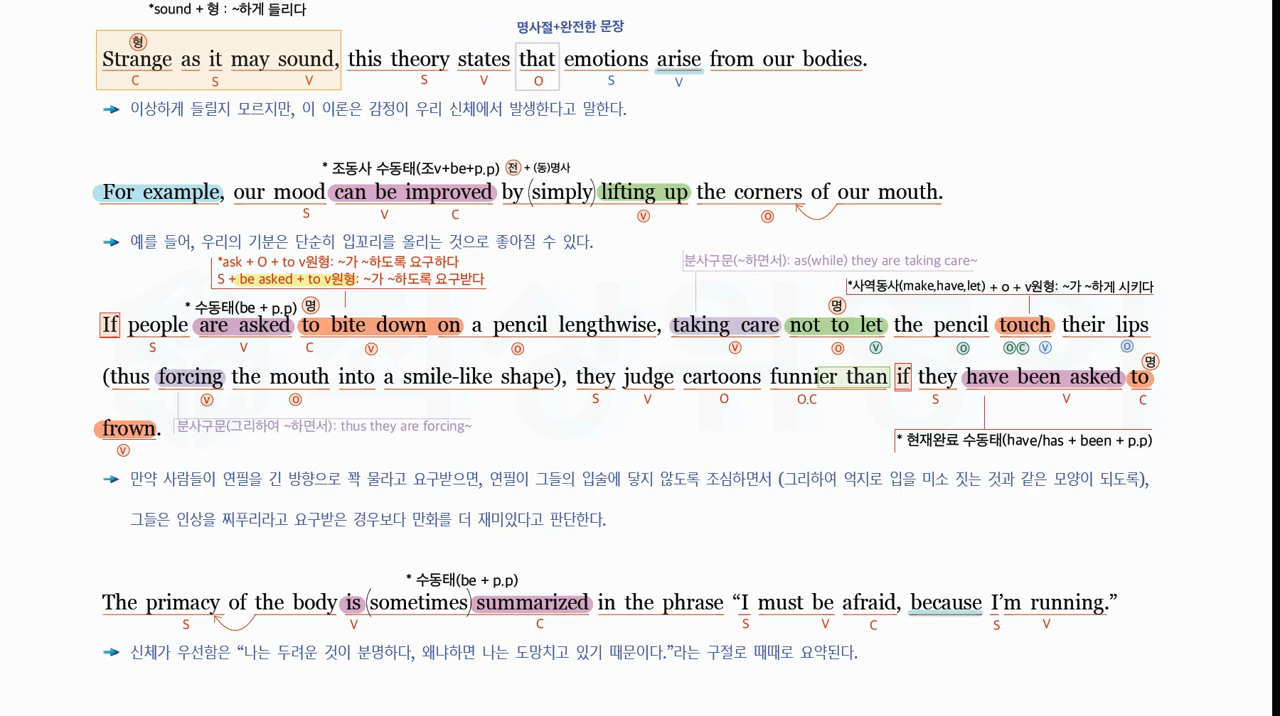 *sound + 형 : ~하게 들리다
명사절+완전한 문장
형
Strange as it may sound, this theory states that emotions arise from our bodies.
C S V S V O S V
이상하게 들릴지 모르지만, 이 이론은 감정이 우리 신체에서 발생한다고 말한다.
* 조동사 수동태(조v+be+p.p) 전 + (동)명사
For example, our mood can be improved by (simply) lifting up the corners of our mouth.
S V C V O
예를 들어, 우리의 기분은 단순히 입꼬리를 올리는 것으로 좋아질 수 있다.
*ask + O + to v원형: ~가 ~하도록 요구하다
분사구문(~하면서): as(while) they are taking care~
S + be asked + to v원형: ~가 ~하도록 요구받다
*사역동사(make,have,let) + o + v원형: ~가 ~하게 시키다
* 수동태(be + p.p) 명 명
If people are asked to bite down on a pencil lengthwise, taking care not to let the pencil touch their lips
S V C V O V O V O O C V O
명
(thus forcing the mouth into a smile-like shape), they judge cartoons funnier than if they have been asked to
V O S V O O.C S V C
frown. 분사구문(그리하여 ~하면서): thus they are forcing~
V
* 현재완료 수동태(have/has + been + p.p)
만약 사람들이 연필을 긴 방향으로 꽉 물라고 요구받으면, 연필이 그들의 입술에 닿지 않도록 조심하면서 (그리하여 억지로 입을 미소 짓는 것과 같은 모양이 되도록),
그들은 인상을 찌푸리라고 요구받은 경우보다 만화를 더 재미있다고 판단한다.
* 수동태(be + p.p)
The primacy of the body is (sometimes) summarized in the phrase “I must be afraid, because I’m running.”
S V C S V C S V
신체가 우선함은 “나는 두려운 것이 분명하다, 왜냐하면 나는 도망치고 있기 때문이다.”라는 구절로 때때로 요약된다.